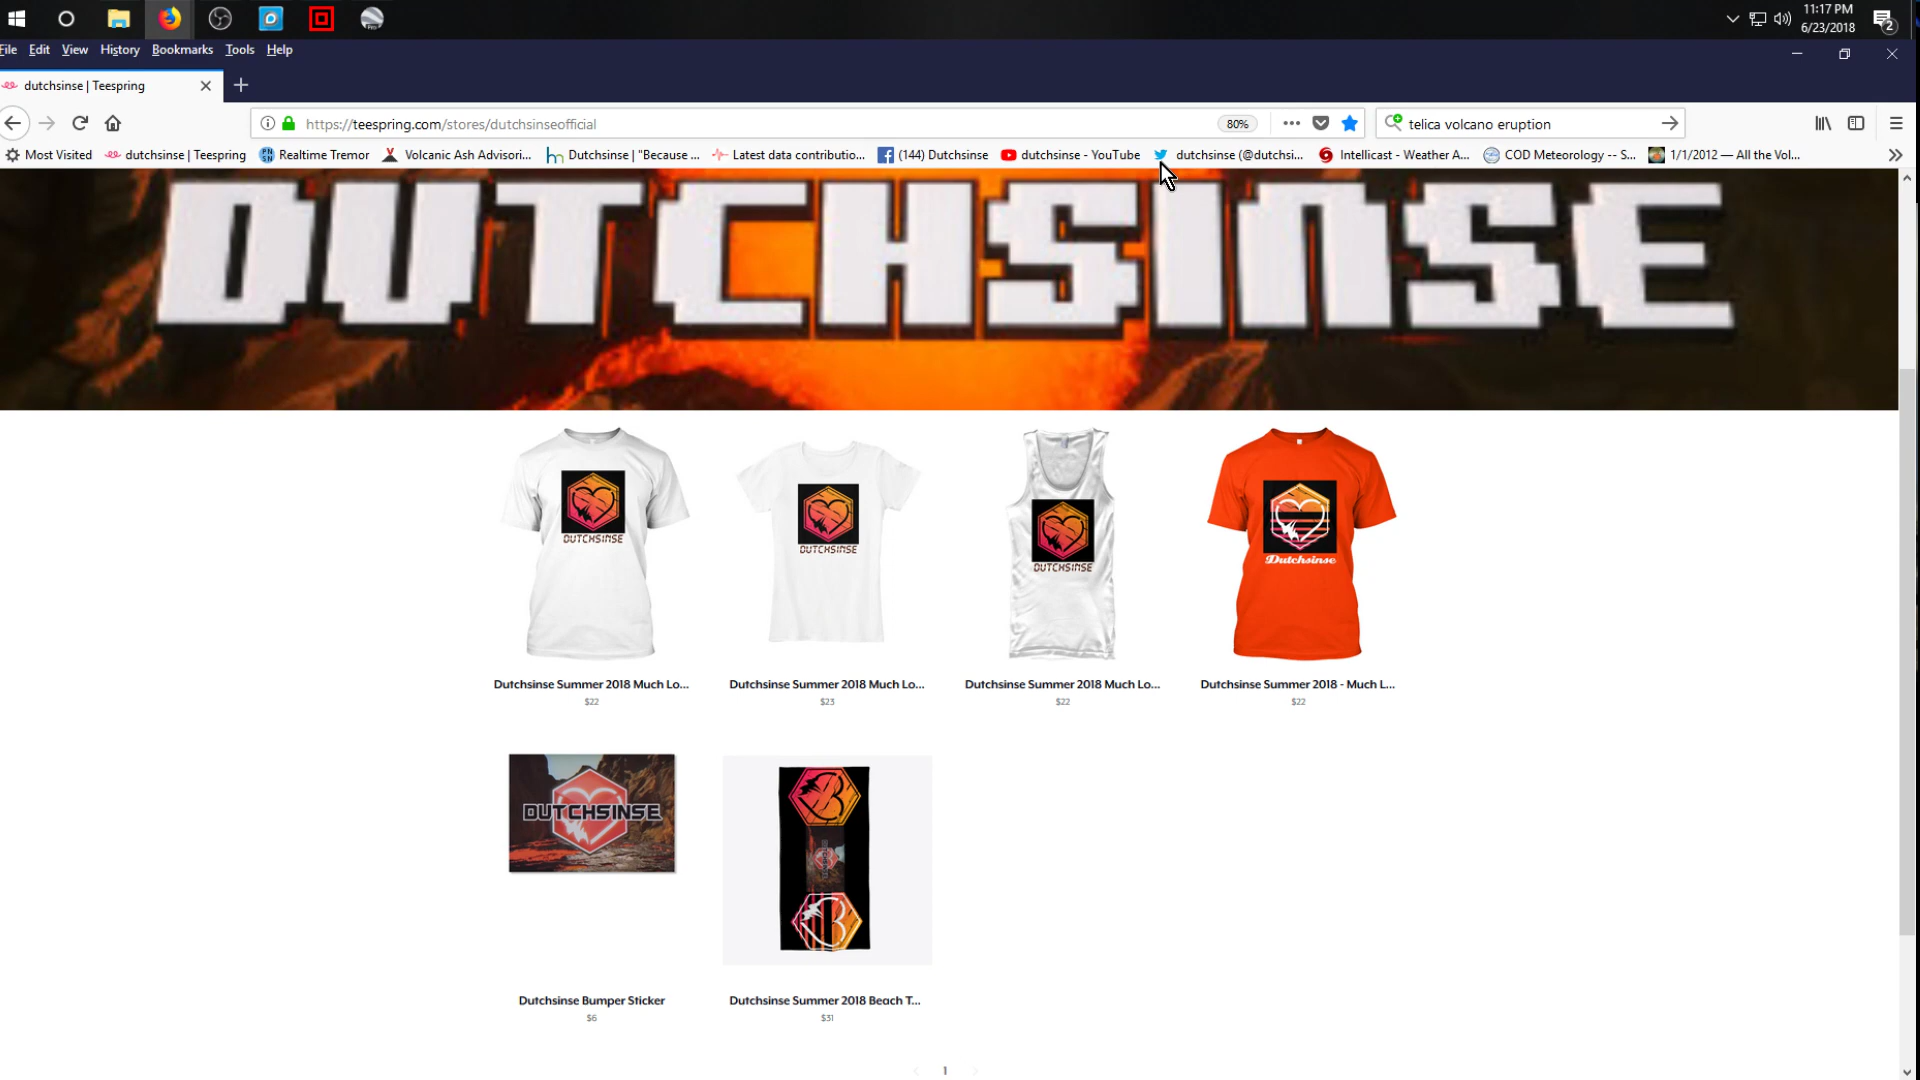 11:17 PM
6/23/2018
2
File Edit View History Bookmarks Tools Help
dutchsinse | Teespring
https://teespring.com/stores/dutchsinseofficial
80%
telica volcano eruption
Most Visited dutchsinse | Teespring Realtime Tremor Volcanic Ash Advisori... Dutchsinse | "Because ... Latest data contributio... (144) Dutchsinse dutchsinse - YouTube dutchsinse (@dutchsi... Intellicast - Weather A... COD Meteorology -- S... 1/1/2012 — All the Vol...
DUTCHSINSE
DUTCHSINSE
DUTCHSINSE
DUTCHSINSE
Dutchsinse
Dutchsinse Summer 2018 Much Lo...
$22
Dutchsinse Summer 2018 Much Lo...
$23
Dutchsinse Summer 2018 Much Lo...
$22
Dutchsinse Summer 2018 - Much L...
$22
DUTCHSINSE
Dutchsinse Bumper Sticker
$6
Dutchsinse Summer 2018 Beach T...
$31
1